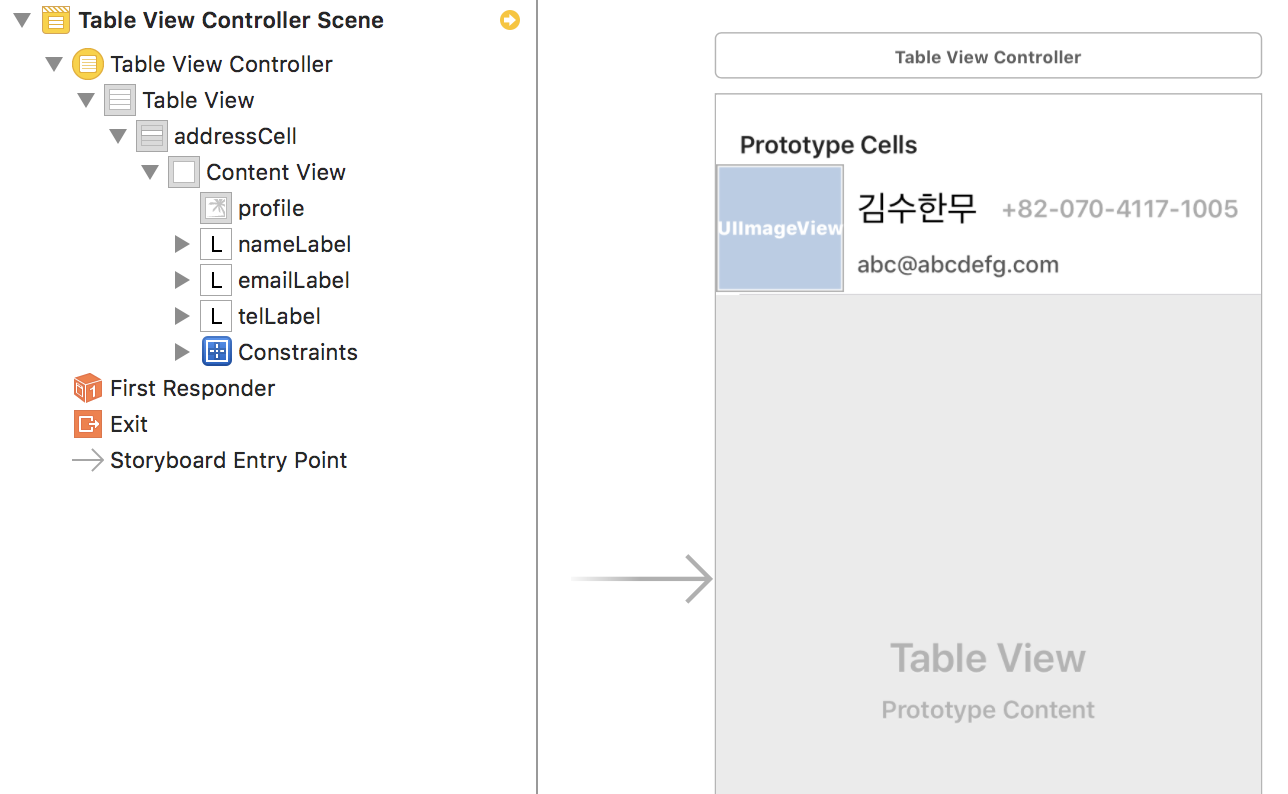 Table View Controller Scene
Table View Controller
Table View
addressCell
Content View
profile
L nameLabel
L emailLabel
L telLabel
Constraints
1 First Responder
Exit
Storyboard Entry Point
Table View Controller
Prototype Cells
UIImageView
김수한무 +82-070-4117-1005
abc@abcdefg.com
Table View
Prototype Content